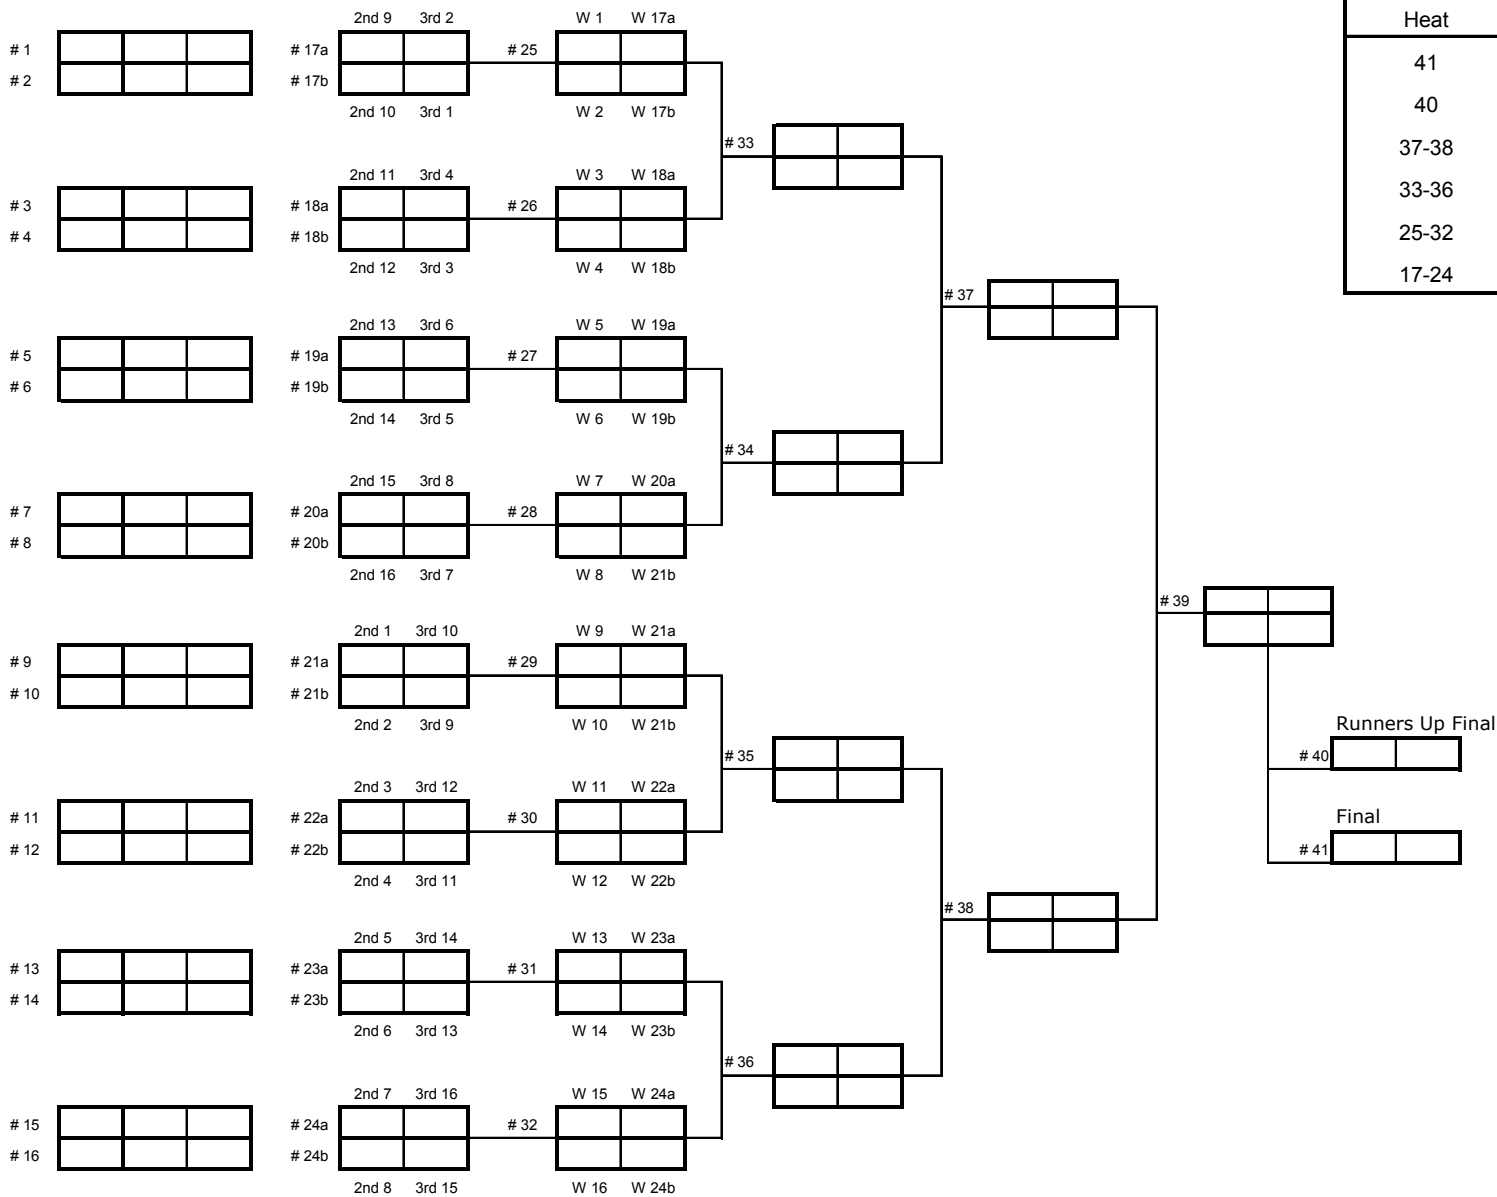 2nd 9 3rd 2 W 1 W 17a
Heat
# 1 # 17a # 25
# 2 # 17b
41
2nd 10 3rd 1 W 2 W 17b
40
# 33
37-38
2nd 11 3rd 4 W 3 W 18a
33-36
# 3 # 18a # 26
# 4 # 18b
25-32
2nd 12 3rd 3 W 4 W 18b
17-24
# 37
2nd 13 3rd 6 W 5 W 19a
# 5 # 19a # 27
# 6 # 19b
2nd 14 3rd 5 W 6 W 19b
# 34
2nd 15 3rd 8 W 7 W 20a
# 7 # 20a # 28
# 8 # 20b
2nd 16 3rd 7 W 8 W 21b
# 39
2nd 1 3rd 10 W 9 W 21a
# 9 # 21a # 29
# 10 # 21b
2nd 2 3rd 9 W 10 W 21b
Runners Up Final
# 35 # 40
2nd 3 3rd 12 W 11 W 22a
# 11 # 22a # 30
Final
# 12 # 22b # 41
2nd 4 3rd 11 W 12 W 22b
# 38
2nd 5 3rd 14 W 13 W 23a
# 13 # 23a # 31
# 14 # 23b
2nd 6 3rd 13 W 14 W 23b
# 36
2nd 7 3rd 16 W 15 W 24a
# 15 # 24a # 32
# 16 # 24b
2nd 8 3rd 15 W 16 W 24b